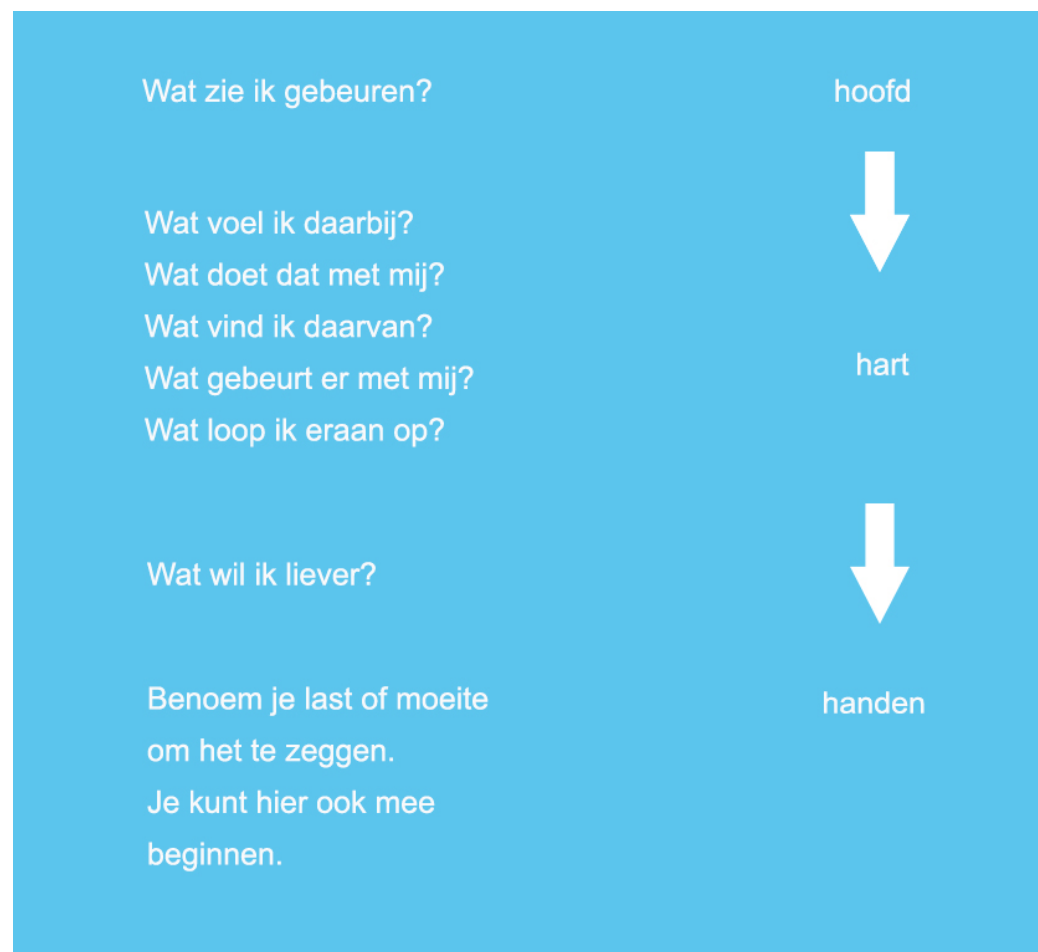 Wat zie ik gebeuren?
hoofd
Wat voel ik daarbij?
Wat doet dat met mij?
Wat vind ik daarvan?
Wat gebeurt er met mij?
Wat loop ik eraan op?
hart
Wat wil ik liever?
Benoem je last of moeite
om het te zeggen.
Je kunt hier ook mee
beginnen.
handen